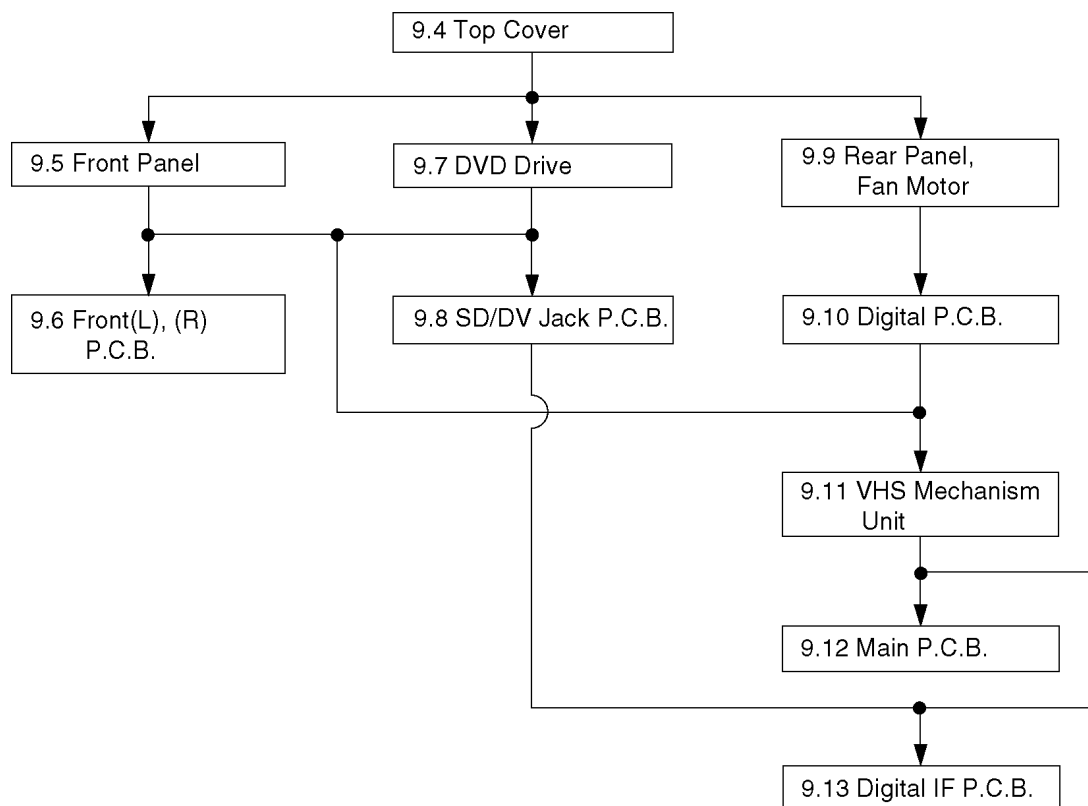 9.4 Top Cover
9.5 Front Panel
9.7 DVD Drive
9.9 Rear Panel,
Fan Motor
9.6 Front(L), (R)
P.C.B.
9.8 SD/DV Jack P.C.B.
9.10 Digital P.C.B.
9.11 VHS Mechanism
Unit
9.12 Main P.C.B.
9.13 Digital IF P.C.B.